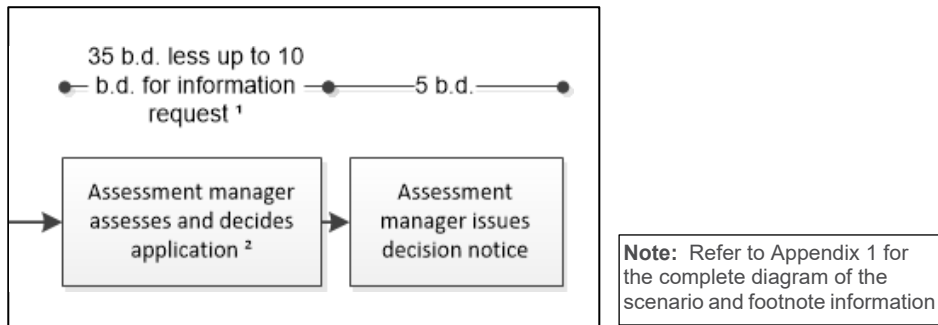 35 b.d. less up to 10
b.d. for information
request ¹
5 b.d.
Assessment manager
assesses and decides
application ²
Assessment
manager issues
decision notice
Note: Refer to Appendix 1 for
the complete diagram of the
scenario and footnote information